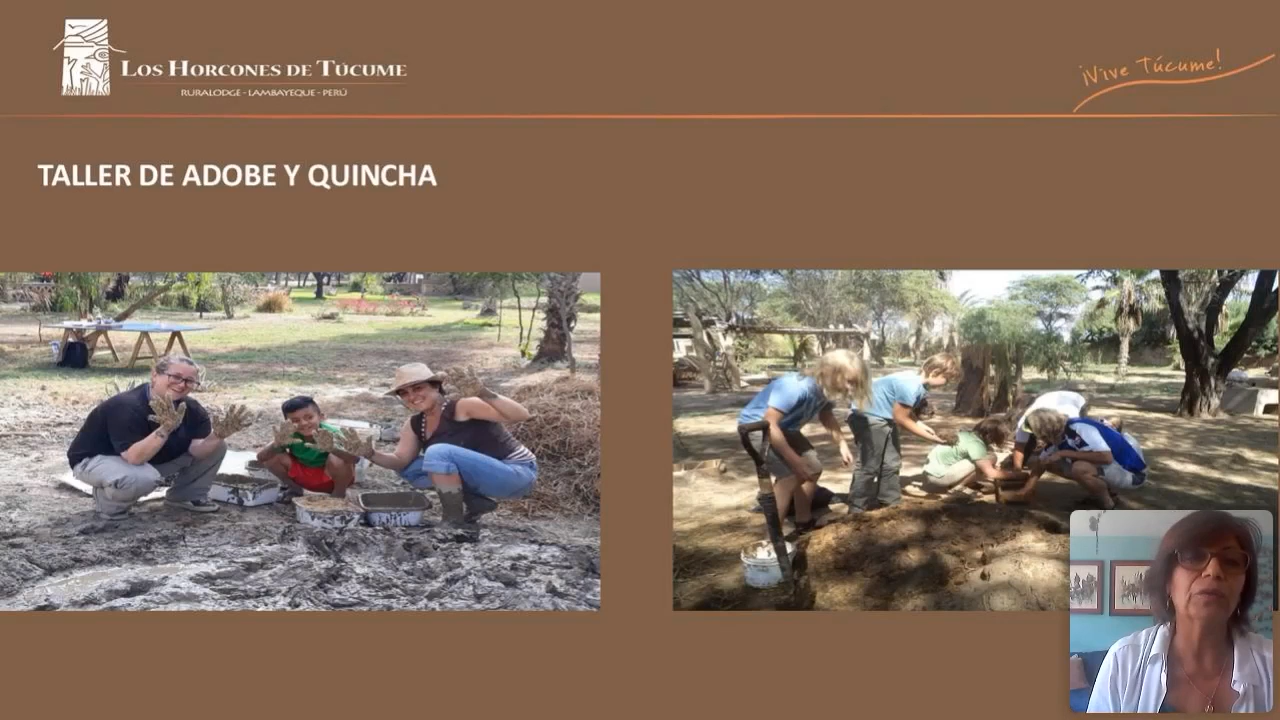 LOS HORCONES DE TÚCUME
RURALODGE - LAMBAYEQUE - PERÚ
¡Vive Túcume!
TALLER DE ADOBE Y QUINCHA